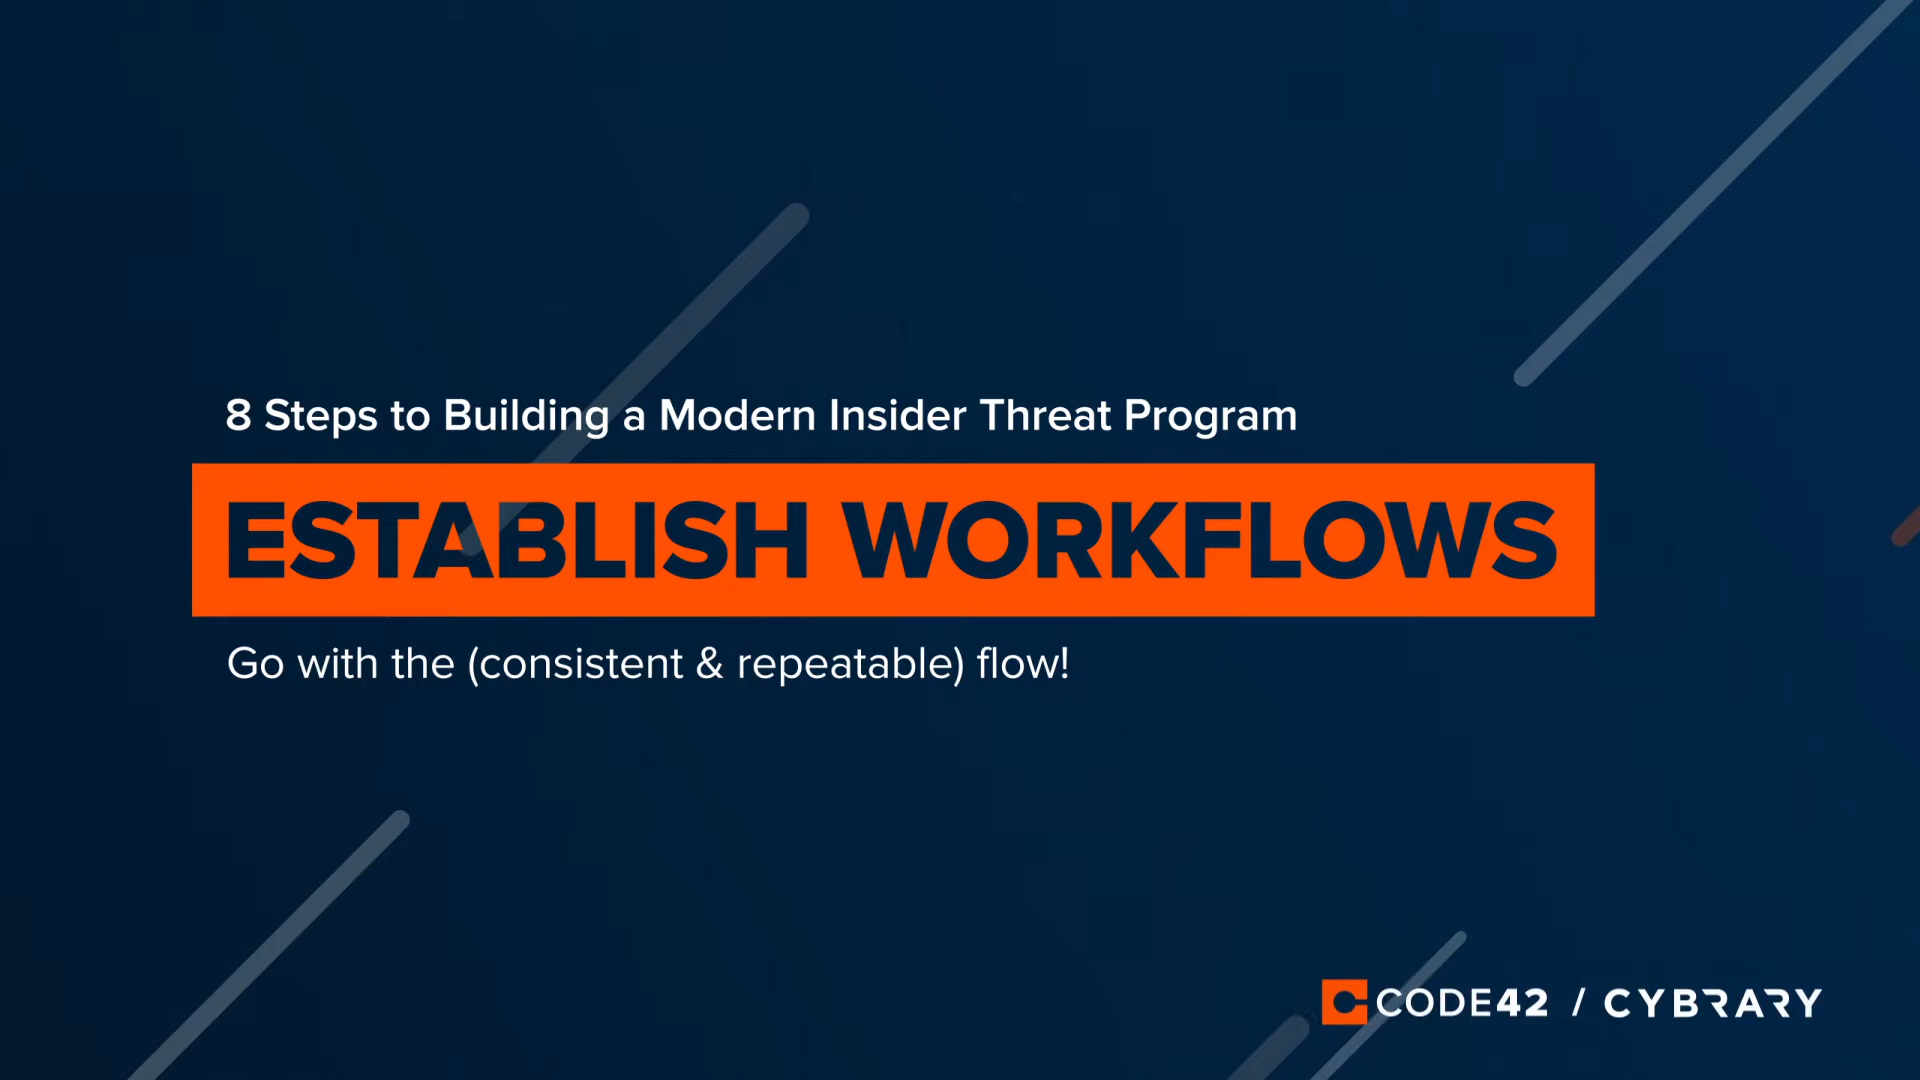 8 Steps to Building a Modern Insider Threat Program
ESTABLISH WORKFLOWS
Go with the (consistent & repeatable) flow!
CODE42 / CYBRARY